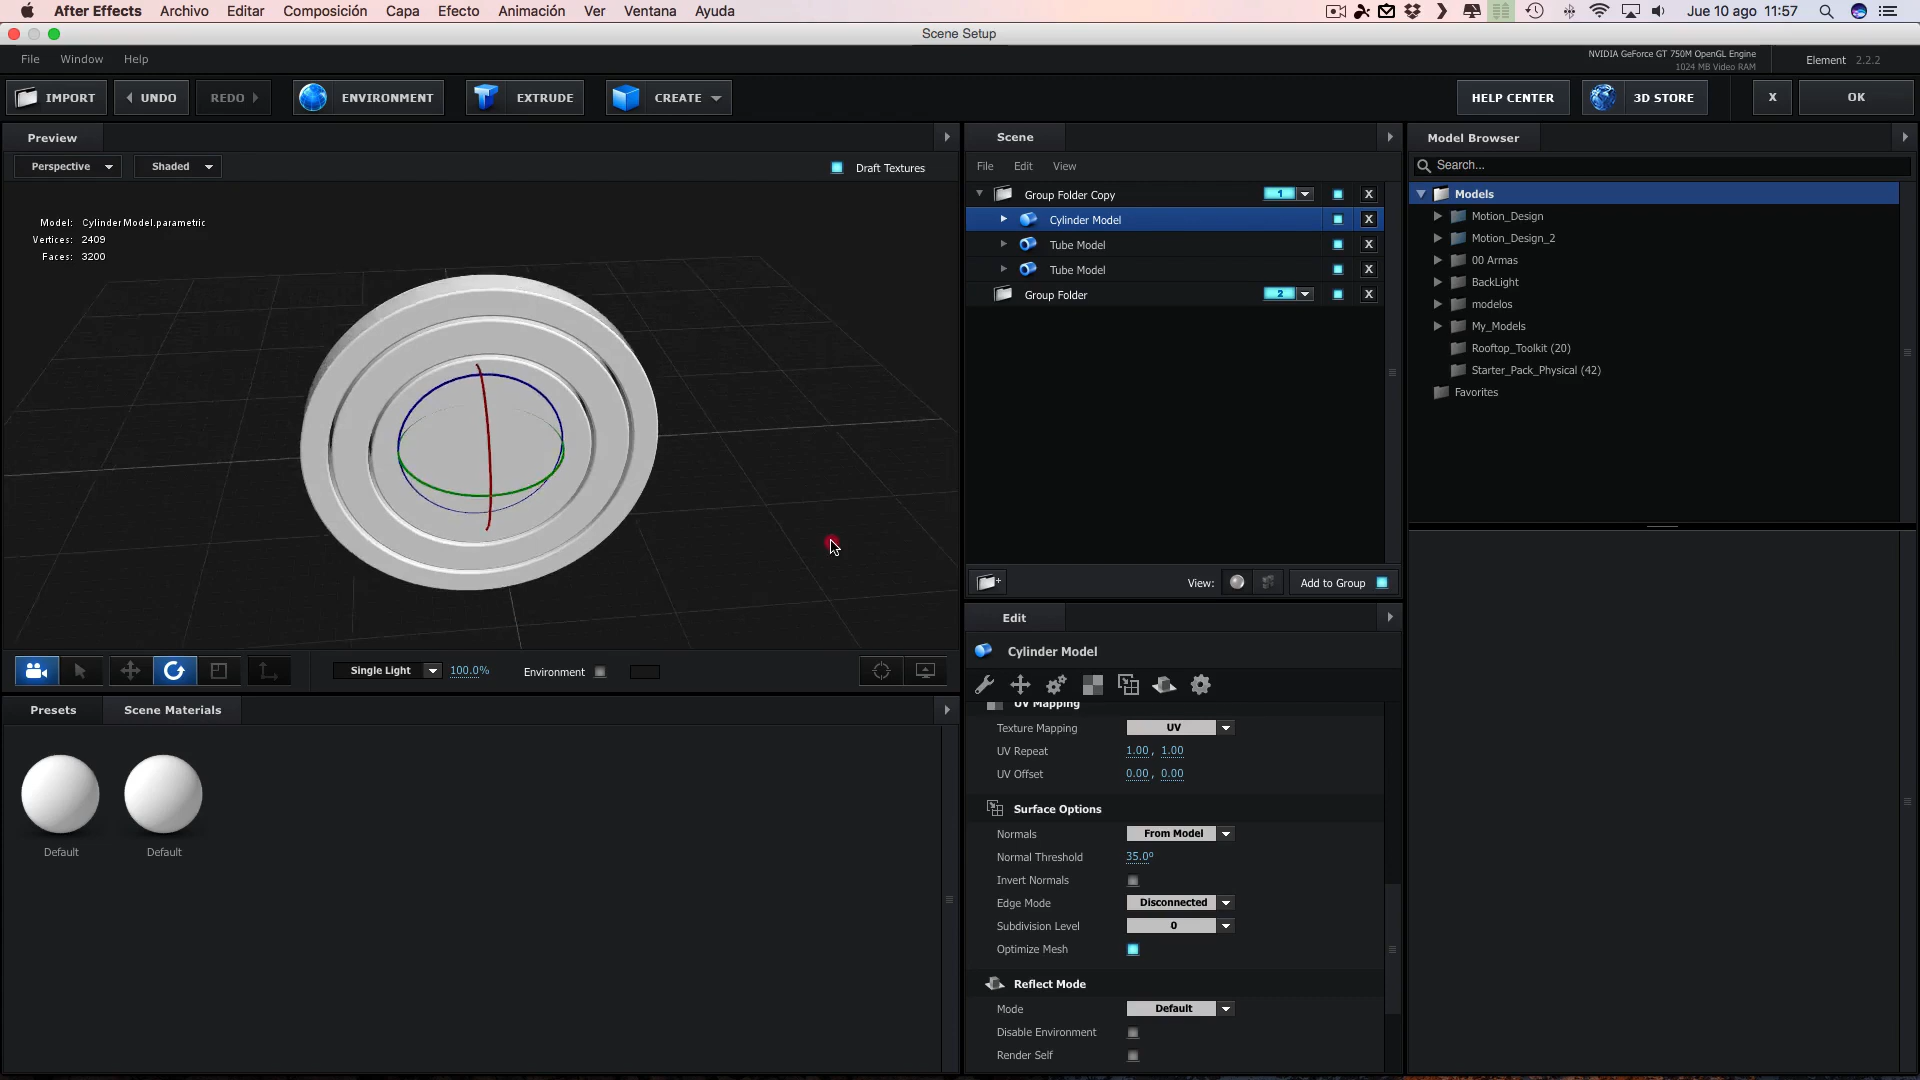 After Effects Archivo Editar Composición Capa Efecto Animación Ver Ventana Ayuda Jue 10 ago 11:57
Scene Setup
File Window Help
NVIDIA GeForce GT 750M OpenGL Engine
1024 MB Video RAM
Element 2.2.2
IMPORT UNDO REDO ENVIRONMENT EXTRUDE CREATE HELP CENTER 3D STORE X OK
Preview
Perspective Shaded Draft Textures
Model: Cylinder Model.parametric
Vertices: 2409
Faces: 3200
Single Light 100.0% Environment
Presets Scene Materials
Default Default
Scene
File Edit View
Group Folder Copy 1 X
Cylinder Model X
Tube Model X
Tube Model X
Group Folder 2 X
View: Add to Group
Edit
Cylinder Model
UV Mapping
Texture Mapping UV
UV Repeat 1.00, 1.00
UV Offset 0.00, 0.00
Surface Options
Normals From Model
Normal Threshold 35.0º
Invert Normals
Edge Mode Disconnected
Subdivision Level 0
Optimize Mesh
Reflect Mode
Mode Default
Disable Environment
Render Self
Model Browser
Search...
Models
Motion_Design
Motion_Design_2
00 Armas
BackLight
modelos
My_Models
Rooftop_Toolkit (20)
Starter_Pack_Physical (42)
Favorites